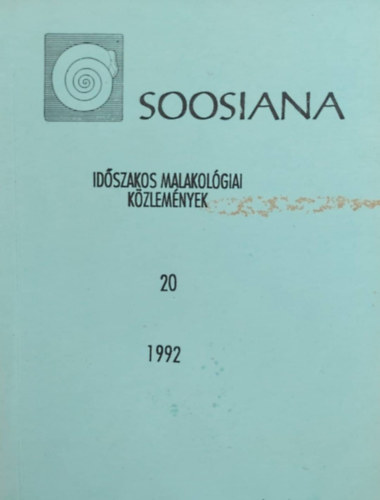 SOOSIANA
IDŐSZAKOS MALAKOLÓGIAI
KÖZLEMÉNYEK
20
1992